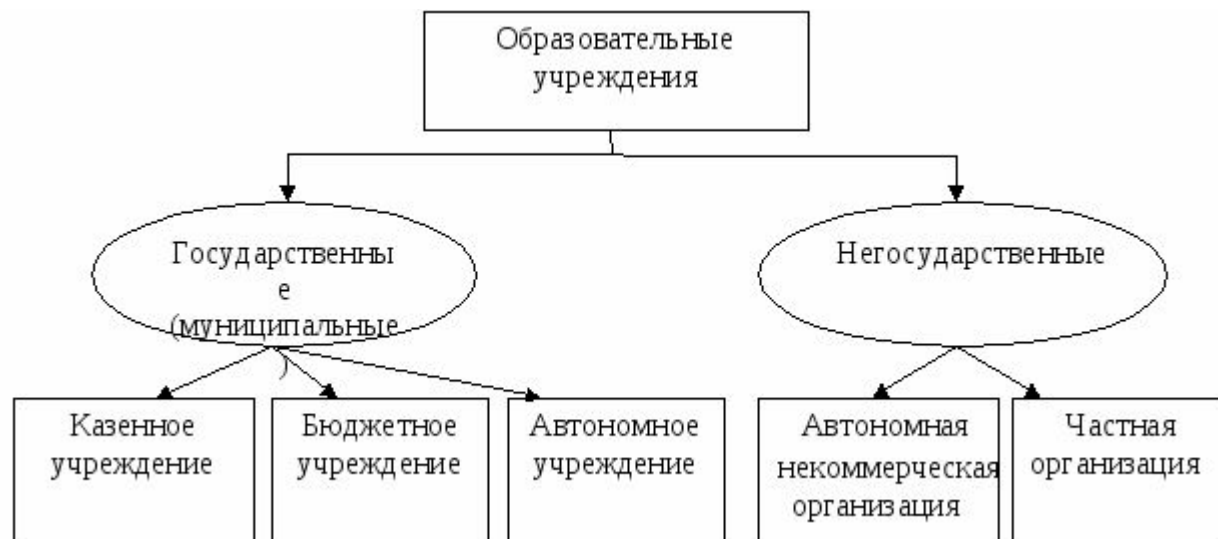 Образовательные
учреждения
Государственны
е
(муниципальные
)
Негосударственные
Казенное
учреждение
Бюджетное
учреждение
Автономное
учреждение
Автономная
некоммерческая
организация
Частная
организация